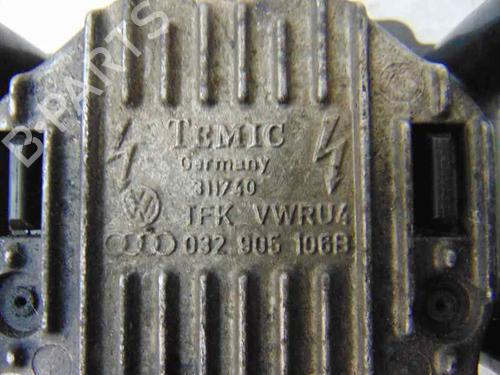 B PARTS
TEMIC
Germany
311740
TFK VWRU4
032 905 106B